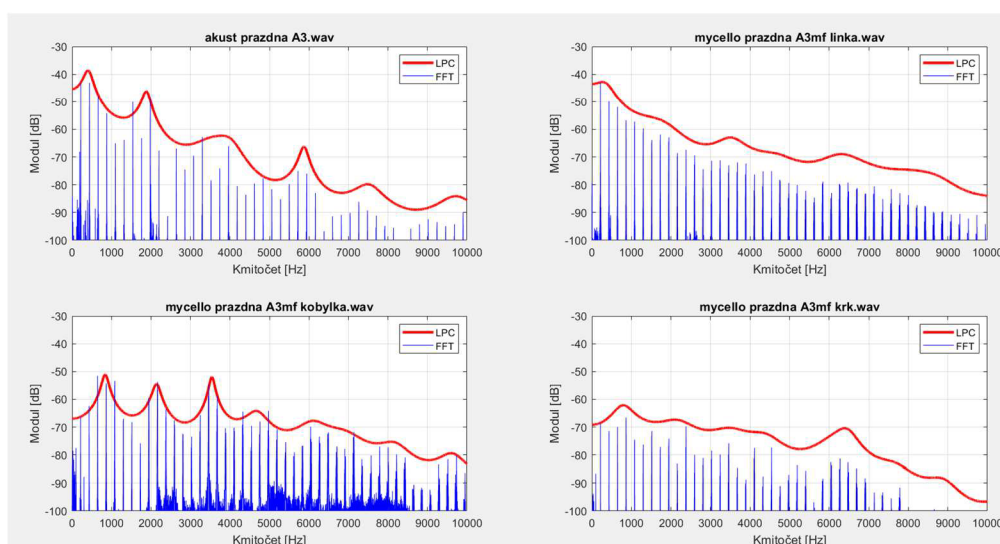 akust prazdna A3.wav
-30
-40
-50
-60
-70
-80
-90
-100
Modul [dB]
LPC
FFT
0 1000 2000 3000 4000 5000 6000 7000 8000 9000 10000
Kmitočet [Hz]
mycello prazdna A3mf linka.wav
-30
-40
-50
-60
-70
-80
-90
-100
Modul [dB]
LPC
FFT
0 1000 2000 3000 4000 5000 6000 7000 8000 9000 10000
Kmitočet [Hz]
mycello prazdna A3mf kobylka.wav
-30
-40
-50
-60
-70
-80
-90
-100
Modul [dB]
LPC
FFT
0 1000 2000 3000 4000 5000 6000 7000 8000 9000 10000
Kmitočet [Hz]
mycello prazdna A3mf krk.wav
-30
-40
-50
-60
-70
-80
-90
-100
Modul [dB]
LPC
FFT
0 1000 2000 3000 4000 5000 6000 7000 8000 9000 10000
Kmitočet [Hz]